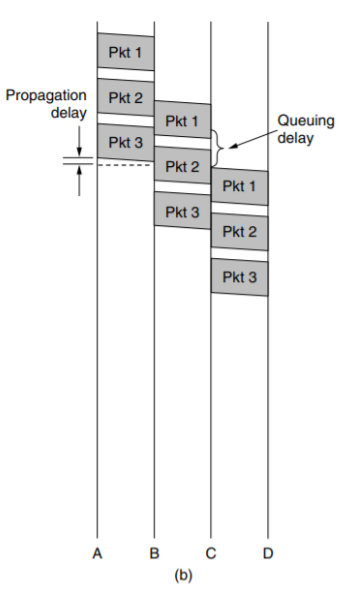 Pkt 1
Propagation
delay
Pkt 2
Pkt 3
Pkt 1
Pkt 2
Pkt 3
Queuing
delay
Pkt 1
Pkt 2
Pkt 3
A B C D
(b)